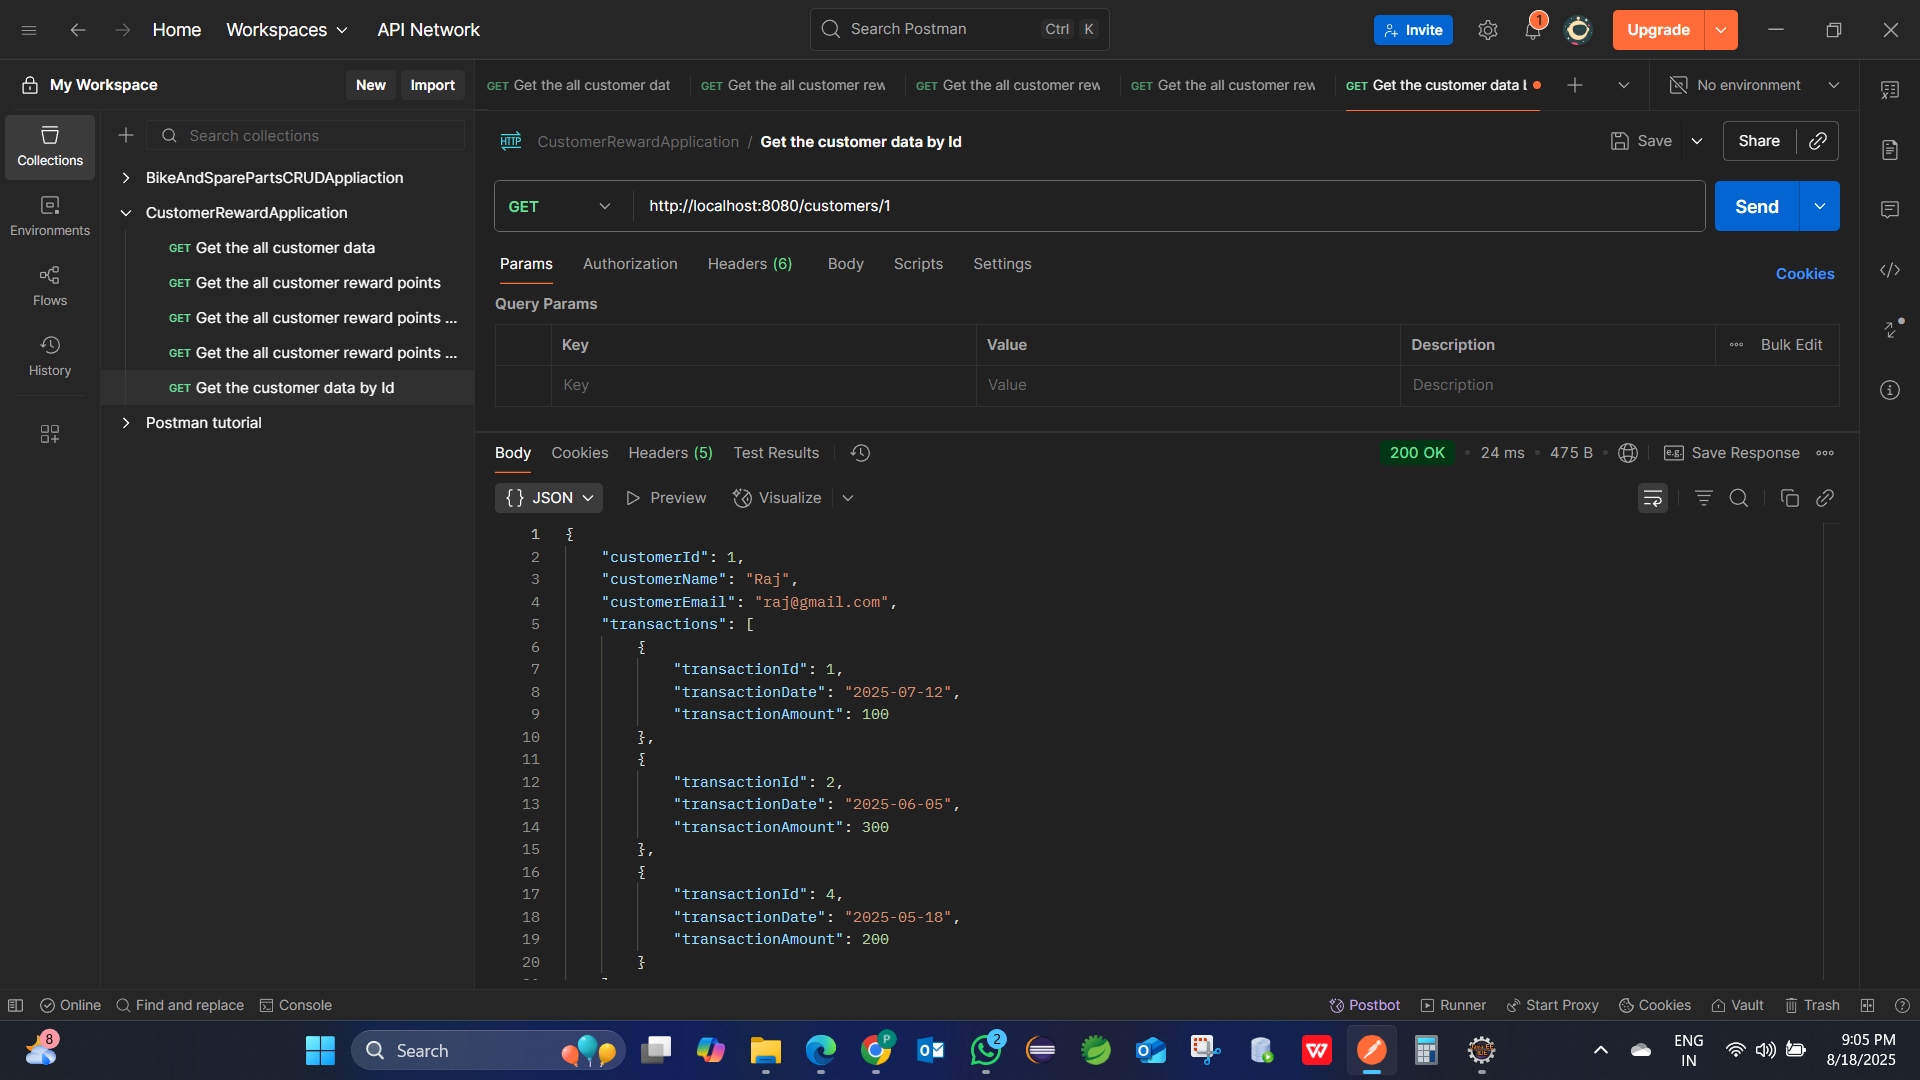 Home
Workspaces
API Network
Search Postman
Ctrl K
Invite
1
Upgrade
My Workspace
New
Import
GET Get the all customer dat
GET Get the all customer rew
GET Get the all customer rew
GET Get the all customer rew
GET Get the customer data b
No environment
Collections
Environments
Flows
History
Search collections
BikeAndSparePartsCRUDAppliaction
CustomerRewardApplication
GET Get the all customer data
GET Get the all customer reward points
GET Get the all customer reward points ...
GET Get the all customer reward points ...
GET Get the customer data by Id
Postman tutorial
HTTP CustomerRewardApplication / Get the customer data by Id
Save
Share
GET
http://localhost:8080/customers/1
Send
Params
Authorization
Headers (6)
Body
Scripts
Settings
Cookies
Query Params
Key
Value
Description
Bulk Edit
Key
Value
Description
Body
Cookies
Headers (5)
Test Results
200 OK
24 ms
475 B
e.g. Save Response
{} JSON
Preview
Visualize
1 {
2 "customerId": 1,
3 "customerName": "Raj",
4 "customerEmail": "raj@gmail.com",
5 "transactions": [
6 {
7 "transactionId": 1,
8 "transactionDate": "2025-07-12",
9 "transactionAmount": 100
10 },
11 {
12 "transactionId": 2,
13 "transactionDate": "2025-06-05",
14 "transactionAmount": 300
15 },
16 {
17 "transactionId": 4,
18 "transactionDate": "2025-05-18",
19 "transactionAmount": 200
20 }
Online
Find and replace
Console
Postbot
Runner
Start Proxy
Cookies
Vault
Trash
8
Search
P
2
W
ENG
IN
9:05 PM
8/18/2025